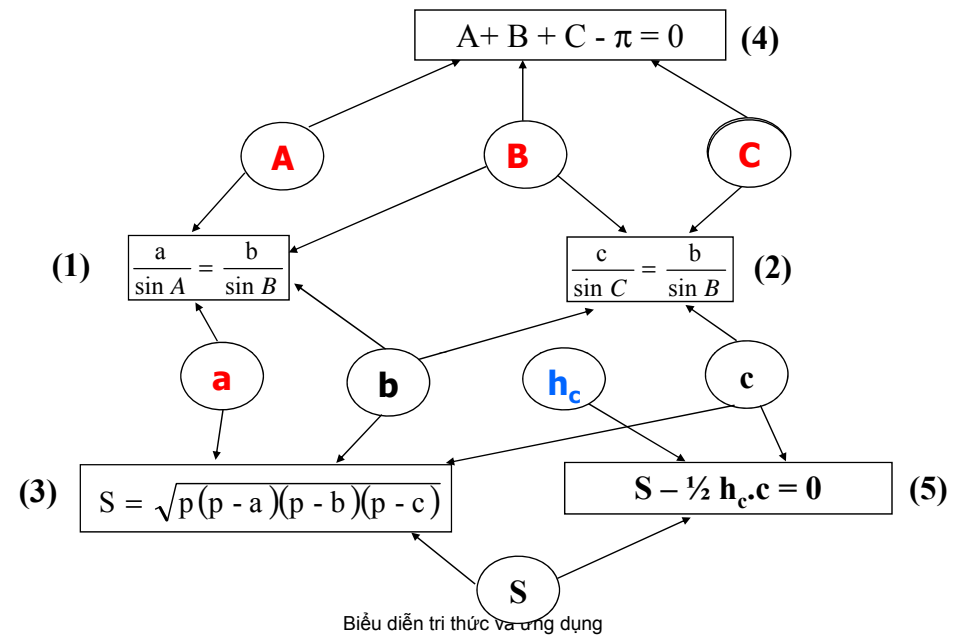 A+ B + C - π = 0 (4)
A B C
(1) a/sin A = b/sin B c/sin C = b/sin B (2)
a b h_c c
(3) S = √p(p - a)(p - b)(p - c) S – ½ h_c.c = 0 (5)
S
Biểu diễn tri thức và ứng dụng